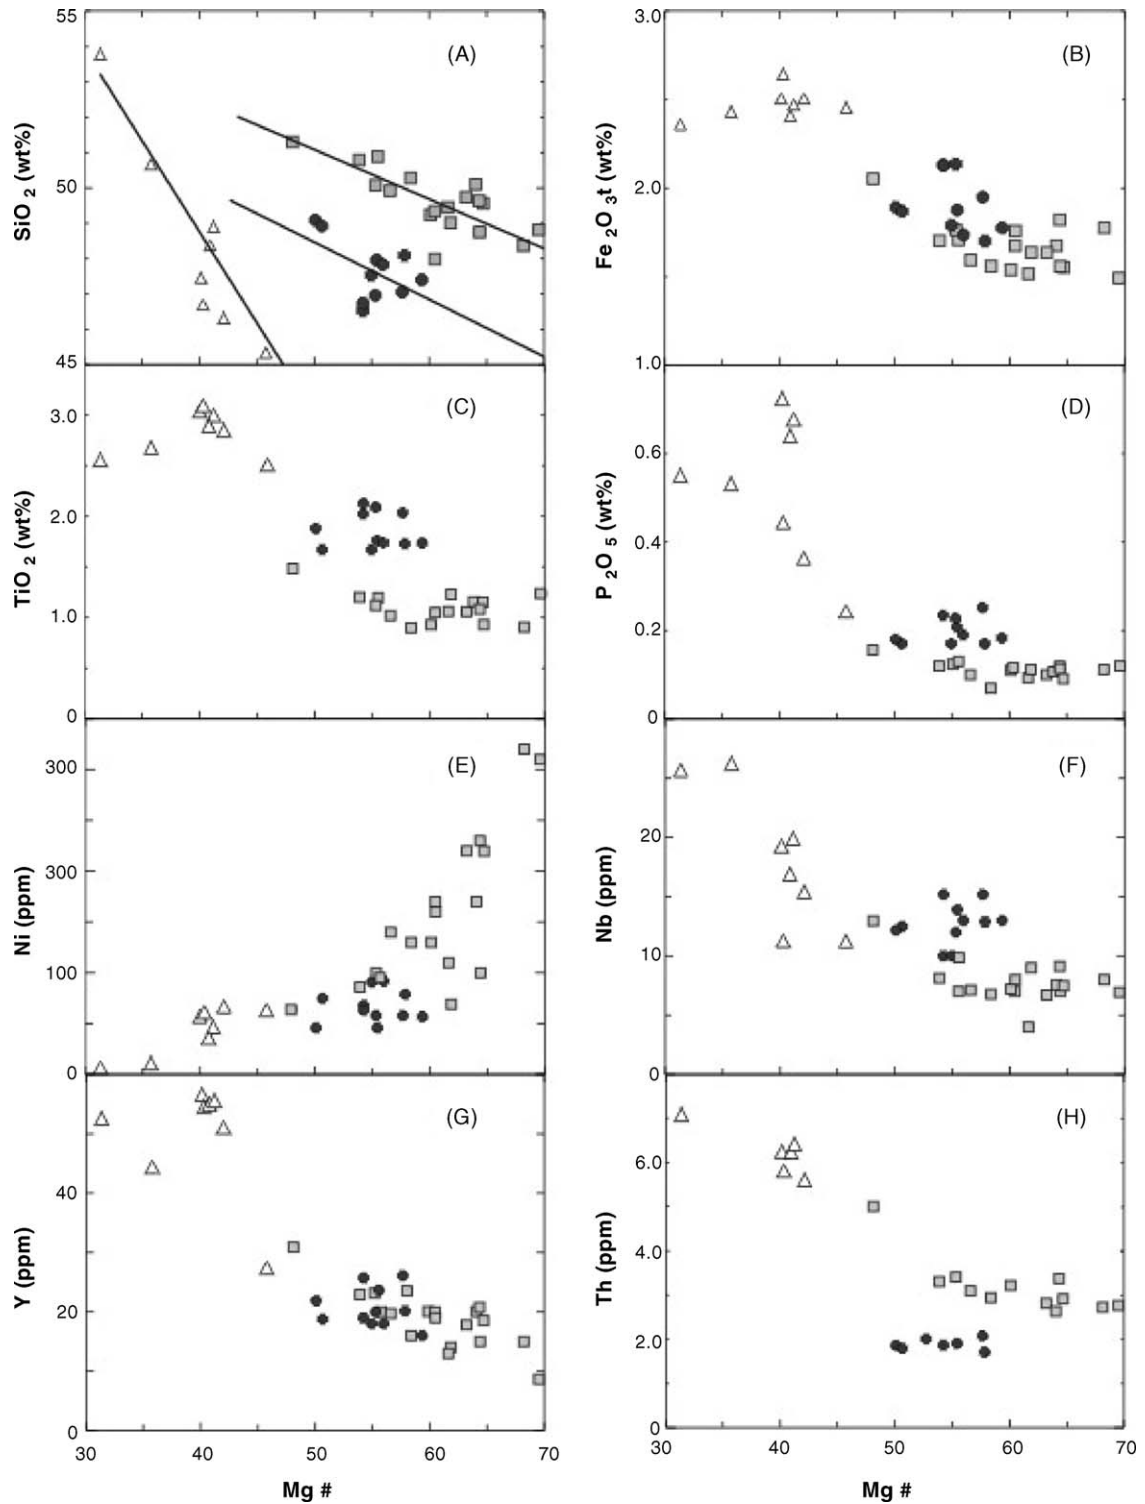 55
50
45
SiO 2 (wt%)
(A)
3.0
2.0
1.0
Fe 2O 3t (wt%)
(B)
3.0
2.0
1.0
0
TiO 2 (wt%)
(C)
0.6
0.4
0.2
0
P 2O 5 (wt%)
(D)
300
300
100
0
Ni (ppm)
(E)
20
10
0
Nb (ppm)
(F)
40
20
0
Y (ppm)
(G)
30 40 50 60 70
Mg #
6.0
4.0
2.0
0
Th (ppm)
(H)
30 40 50 60 70
Mg #